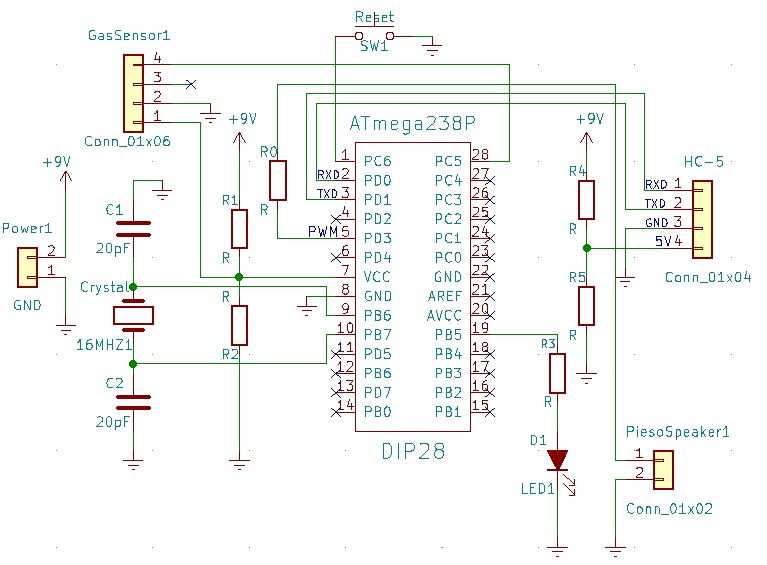 Reset
SW1
GasSensor1
4
3
2
1
Conn_01x06
+9V
+9V
+9V
ATmega238P
HC-5
R0
R
R1
R
R
R2
R4
R
R5
R
RXD
TXD
PWM
1 PC6 PC5 28
2 PD0 PC4 27
3 PD1 PC3 26
4 PD2 PC2 25
5 PD3 PC1 24
6 PD4 PC0 23
7 VCC GND 22
8 GND AREF 21
9 PB6 AVCC 20
10 PB7 PB5 19
11 PD5 PB4 18
12 PB6 PB3 17
13 PD7 PB2 16
14 PB0 PB1 15
DIP28
RXD 1
TXD 2
GND 3
5V 4
Conn_01x04
Power1
2
1
GND
C1
20pF
Crystal
16MHZ1
C2
20pF
R3
R
D1
LED1
PiesoSpeaker1
1
2
Conn_01x02